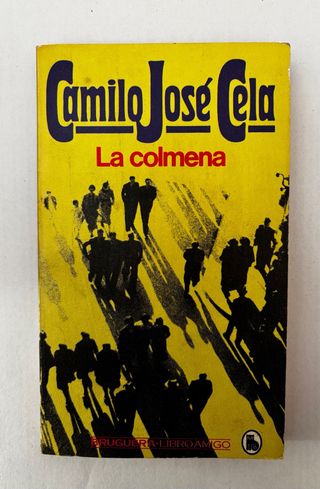 Camilo José Cela
La colmena
BRUGUERA-LIBRO AMIGO